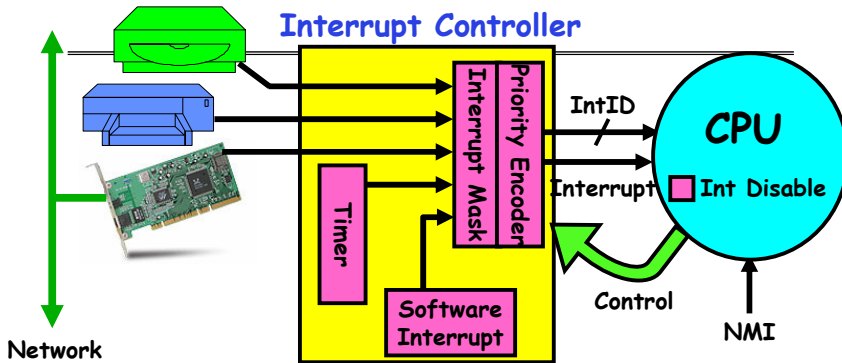 Interrupt Controller
Interrupt Mask
Priority Encoder
IntID
CPU
Interrupt
Int Disable
Timer
Software
Interrupt
Control
NMI
Network